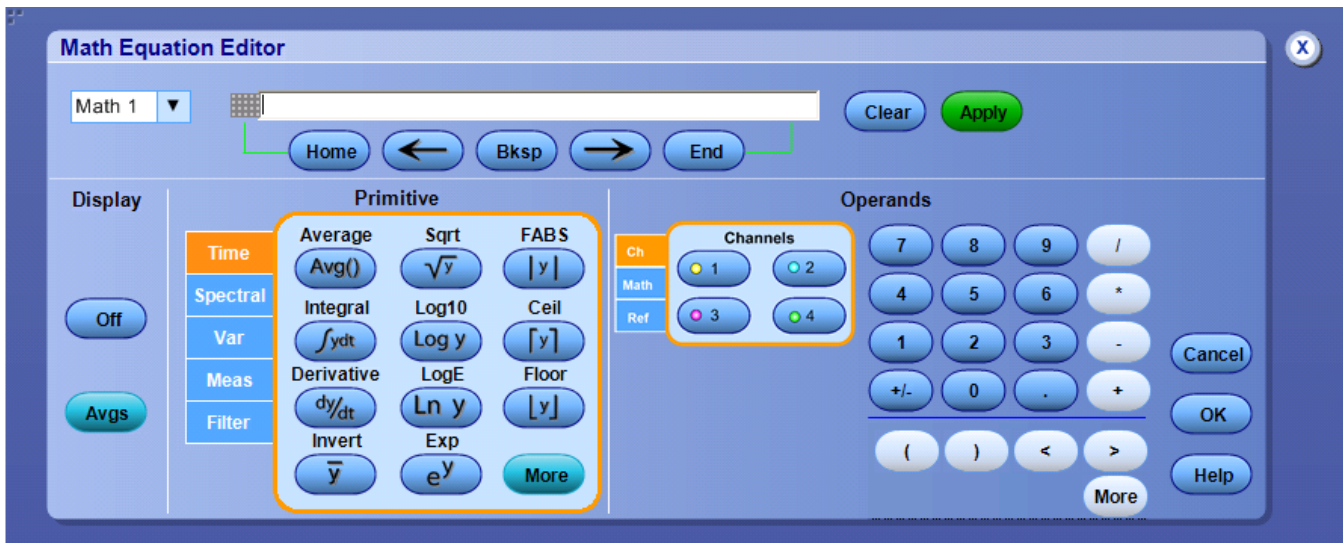 Math Equation Editor
X
Math 1
Clear
Apply
Home
Bksp
End
Display
Off
Avgs
Primitive
Time
Spectral
Var
Meas
Filter
Average Sqrt FABS
Avg() √y |y|
Integral Log10 Ceil
∫ydt Log y ⌈y⌉
Derivative LogE Floor
dy/dt Ln y ⌊y⌋
Invert Exp
y̅ e^y More
Operands
Ch
Math
Ref
Channels
1 2
3 4
7 8 9 /
4 5 6 *
1 2 3 -
+/- 0 . +
( ) < >
More
Cancel
OK
Help